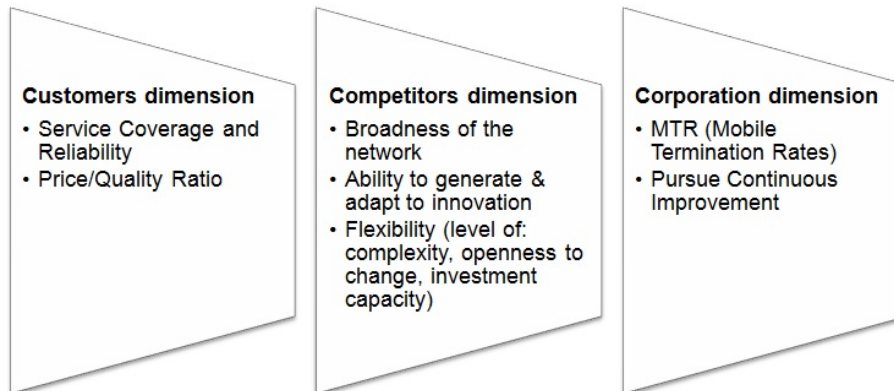 Customers dimension
• Service Coverage and
Reliability
• Price/Quality Ratio
Competitors dimension
• Broadness of the
network
• Ability to generate &
adapt to innovation
• Flexibility (level of:
complexity, openness to
change, investment
capacity)
Corporation dimension
• MTR (Mobile
Termination Rates)
• Pursue Continuous
Improvement